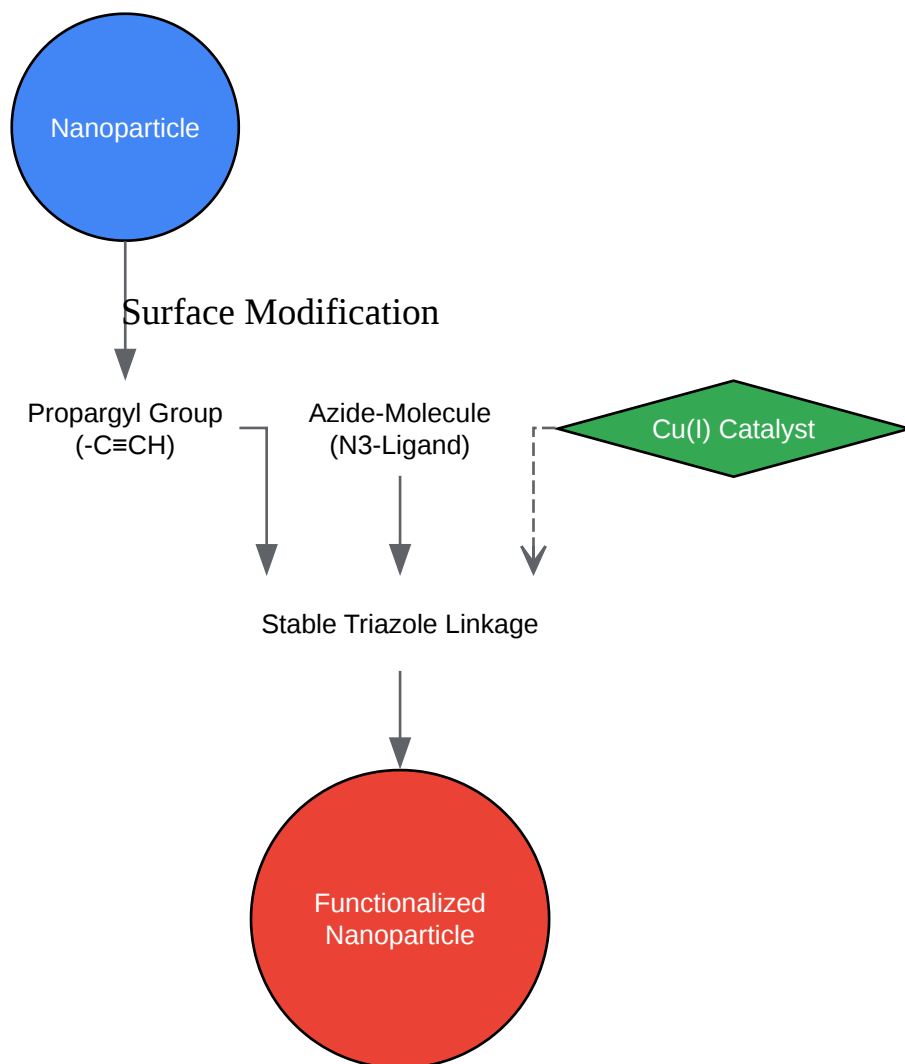 Nanoparticle
Surface Modification
Propargyl Group
(-C≡CH)
Azide-Molecule
(N3-Ligand)
Cu(I) Catalyst
Stable Triazole Linkage
Functionalized
Nanoparticle